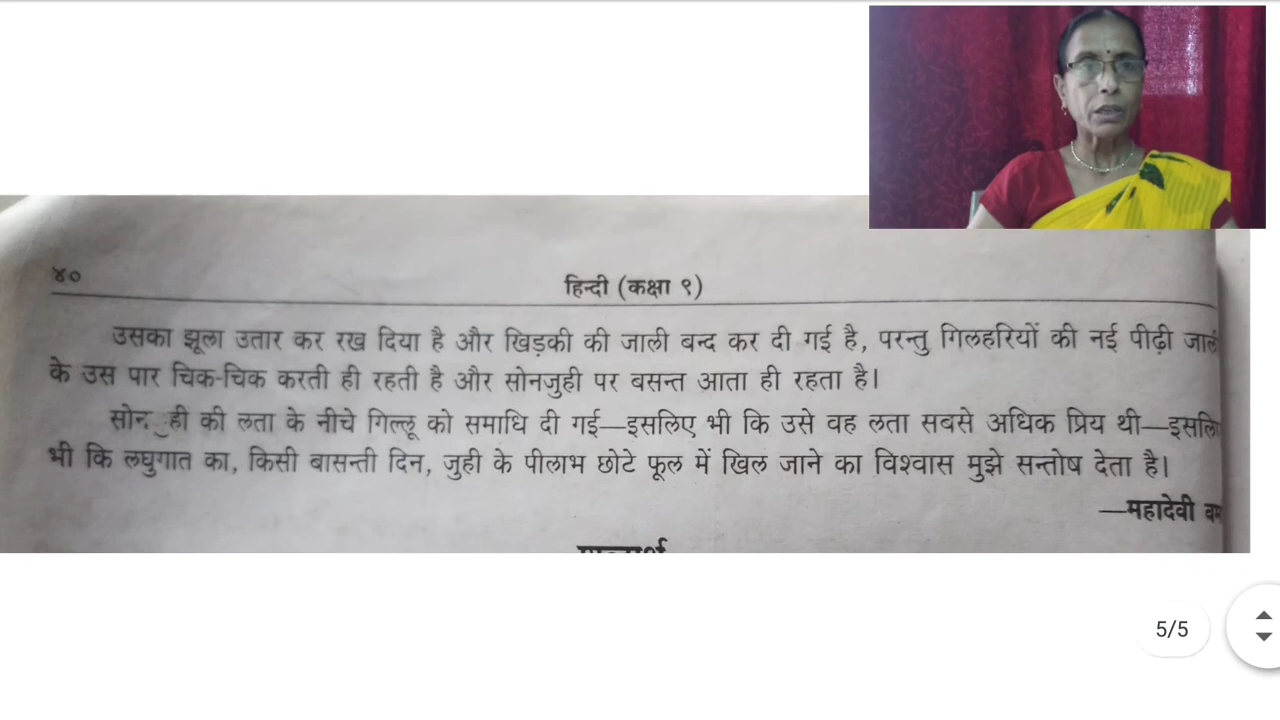 ४०
हिन्दी (कक्षा ९)
उसका झूला उतार कर रख दिया है और खिड़की की जाली बन्द कर दी गई है, परन्तु गिलहरियों की नई पीढ़ी
के उस पार चिक-चिक करती ही रहती है और सोनजुही पर बसन्त आता ही रहता है।
की लता के नीचे गिल्लू को समाधि दी गई—इसलिए भी कि उसे वह लता सबसे अधिक प्रिय थी—
भी कि लघुगात का, किसी बासन्ती दिन, जुही के पीलाभ छोटे फूल में खिल जाने का विश्वास मुझे सन्तोष देता है।
—महादेवी
5/5